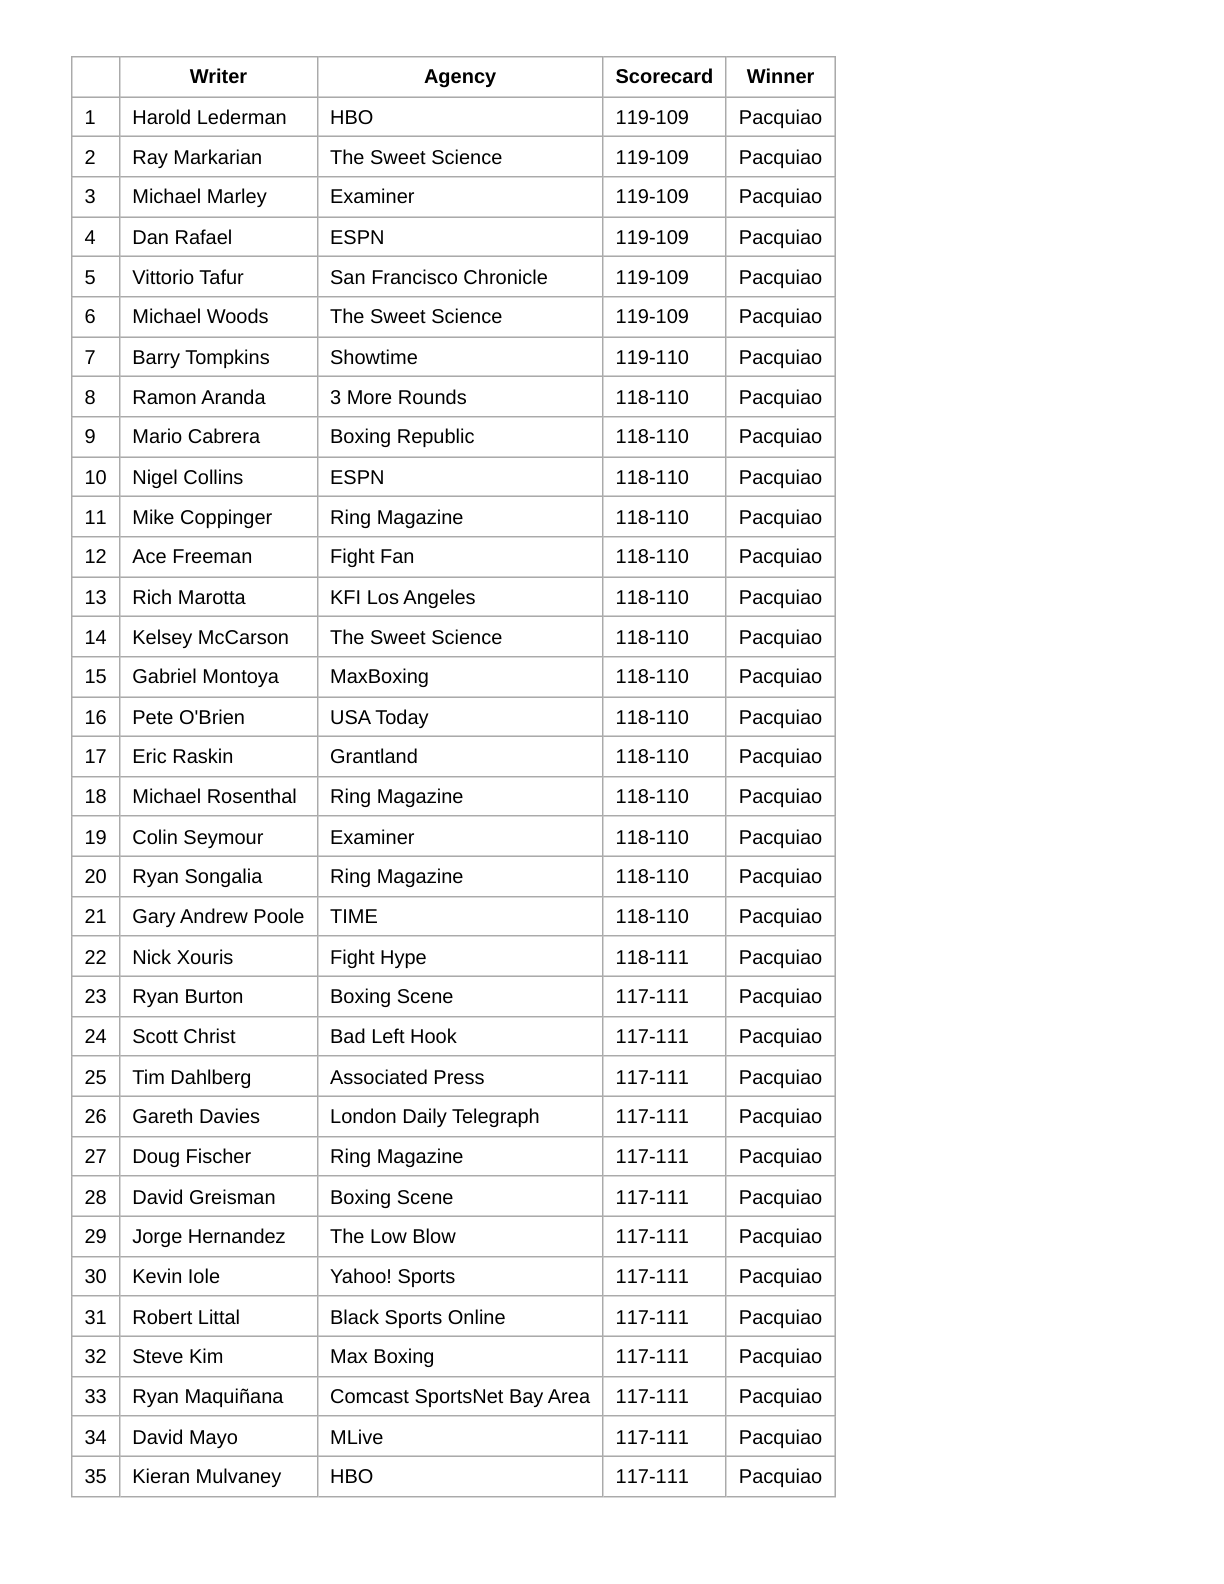 Writer Agency Scorecard Winner
1 Harold Lederman HBO 119-109 Pacquiao
2 Ray Markarian The Sweet Science 119-109 Pacquiao
3 Michael Marley Examiner 119-109 Pacquiao
4 Dan Rafael ESPN 119-109 Pacquiao
5 Vittorio Tafur San Francisco Chronicle 119-109 Pacquiao
6 Michael Woods The Sweet Science 119-109 Pacquiao
7 Barry Tompkins Showtime 119-110 Pacquiao
8 Ramon Aranda 3 More Rounds 118-110 Pacquiao
9 Mario Cabrera Boxing Republic 118-110 Pacquiao
10 Nigel Collins ESPN 118-110 Pacquiao
11 Mike Coppinger Ring Magazine 118-110 Pacquiao
12 Ace Freeman Fight Fan 118-110 Pacquiao
13 Rich Marotta KFI Los Angeles 118-110 Pacquiao
14 Kelsey McCarson The Sweet Science 118-110 Pacquiao
15 Gabriel Montoya MaxBoxing 118-110 Pacquiao
16 Pete O'Brien USA Today 118-110 Pacquiao
17 Eric Raskin Grantland 118-110 Pacquiao
18 Michael Rosenthal Ring Magazine 118-110 Pacquiao
19 Colin Seymour Examiner 118-110 Pacquiao
20 Ryan Songalia Ring Magazine 118-110 Pacquiao
21 Gary Andrew Poole TIME 118-110 Pacquiao
22 Nick Xouris Fight Hype 118-111 Pacquiao
23 Ryan Burton Boxing Scene 117-111 Pacquiao
24 Scott Christ Bad Left Hook 117-111 Pacquiao
25 Tim Dahlberg Associated Press 117-111 Pacquiao
26 Gareth Davies London Daily Telegraph 117-111 Pacquiao
27 Doug Fischer Ring Magazine 117-111 Pacquiao
28 David Greisman Boxing Scene 117-111 Pacquiao
29 Jorge Hernandez The Low Blow 117-111 Pacquiao
30 Kevin Iole Yahoo! Sports 117-111 Pacquiao
31 Robert Littal Black Sports Online 117-111 Pacquiao
32 Steve Kim Max Boxing 117-111 Pacquiao
33 Ryan Maquiñana Comcast SportsNet Bay Area 117-111 Pacquiao
34 David Mayo MLive 117-111 Pacquiao
35 Kieran Mulvaney HBO 117-111 Pacquiao